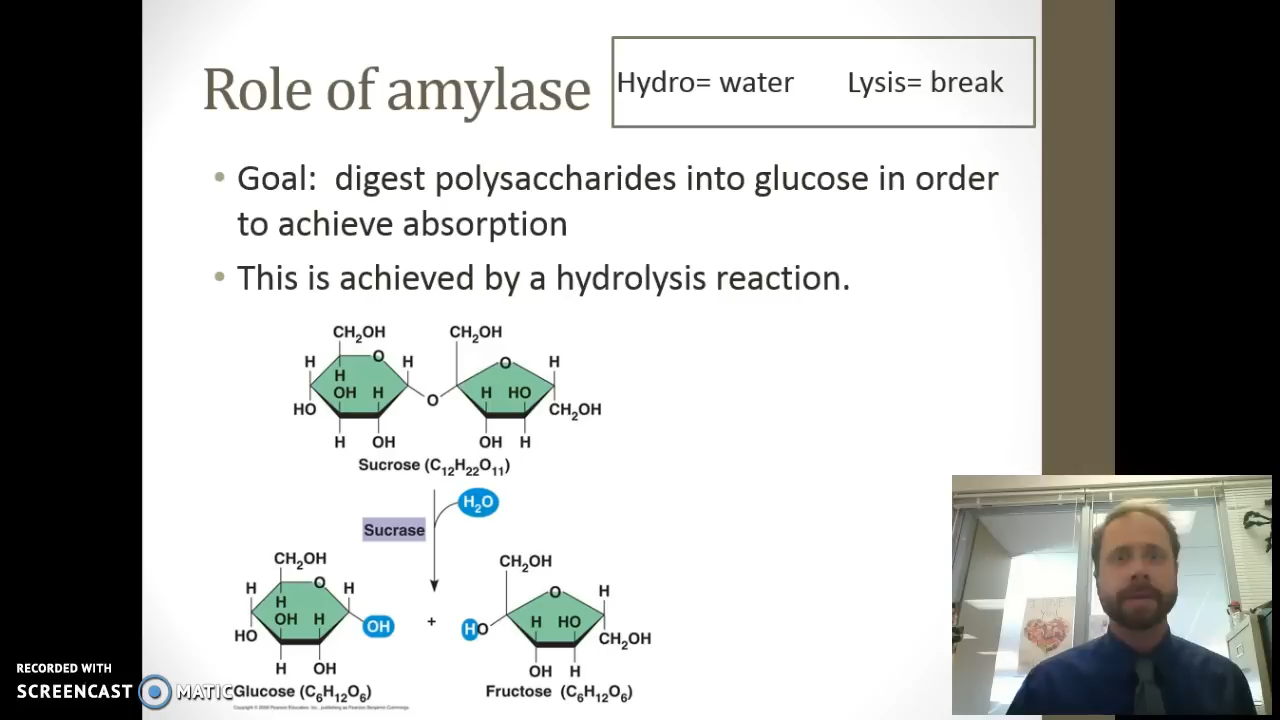 Role of amylase
Hydro= water Lysis= break
• Goal: digest polysaccharides into glucose in order
to achieve absorption
• This is achieved by a hydrolysis reaction.
CH₂OH CH₂OH
H O H O H
H
OH H H HO
HO O CH₂OH
H OH OH H
Sucrose (C₁₂H₂₂O₁₁)
H₂O
Sucrase
CH₂OH CH₂OH
H O H O H
H
OH H OH + HO H HO
HO CH₂OH
H OH OH H
Glucose (C₆H₁₂O₆) Fructose (C₆H₁₂O₆)
RECORDED WITH
SCREENCAST MATIC